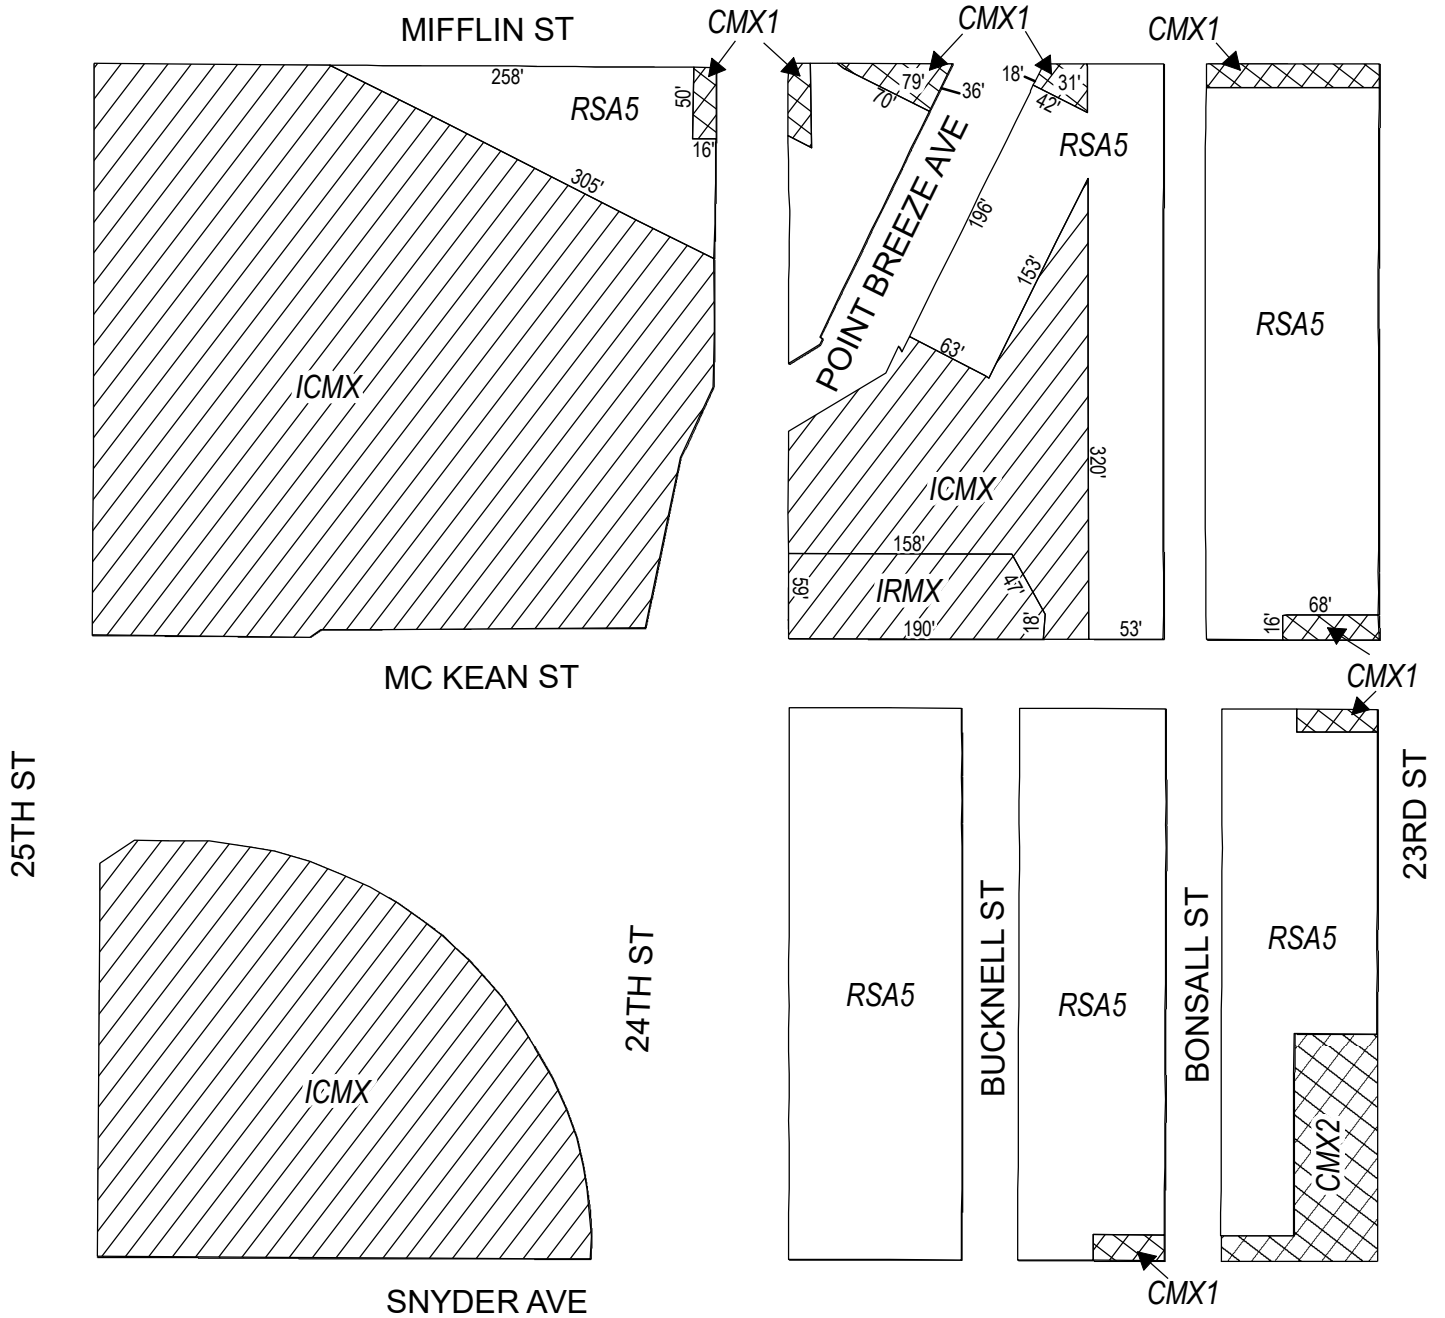 MIFFLIN ST
CMX1
CMX1
CMX1
258'
RSA5
50'
16'
305'
79'
70'
36'
18'
31'
42'
RSA5
POINT BREEZE AVE
196'
153'
63'
RSA5
ICMX
ICMX
320'
158'
59'
IRMX
47'
18'
190'
53'
68'
16'
CMX1
MC KEAN ST
25TH ST
23RD ST
24TH ST
BUCKNELL ST
BONSALL ST
RSA5
RSA5
RSA5
ICMX
CMX2
CMX1
SNYDER AVE